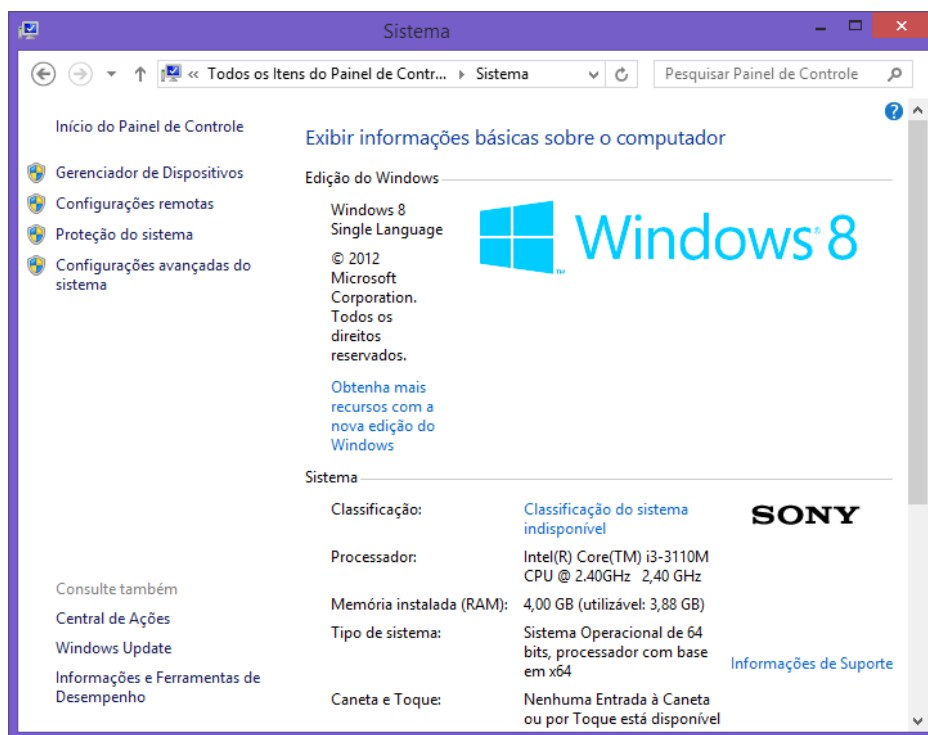 Sistema
« Todos os Itens do Painel de Contr... Sistema
Pesquisar Painel de Controle
Início do Painel de Controle
Gerenciador de Dispositivos
Configurações remotas
Proteção do sistema
Configurações avançadas do
sistema
Exibir informações básicas sobre o computador
Edição do Windows
Windows 8
Single Language
© 2012
Microsoft
Corporation.
Todos os
direitos
reservados.
Obtenha mais
recursos com a
nova edição do
Windows
Windows® 8
TM
Sistema
Classificação:
Classificação do sistema
indisponível
SONY
Processador:
Intel(R) Core(TM) i3-3110M
CPU @ 2.40GHz 2,40 GHz
Memória instalada (RAM):
4,00 GB (utilizável: 3,88 GB)
Tipo de sistema:
Sistema Operacional de 64
bits, processador com base
em x64
Informações de Suporte
Caneta e Toque:
Nenhuma Entrada à Caneta
ou por Toque está disponível
Consulte também
Central de Ações
Windows Update
Informações e Ferramentas de
Desempenho